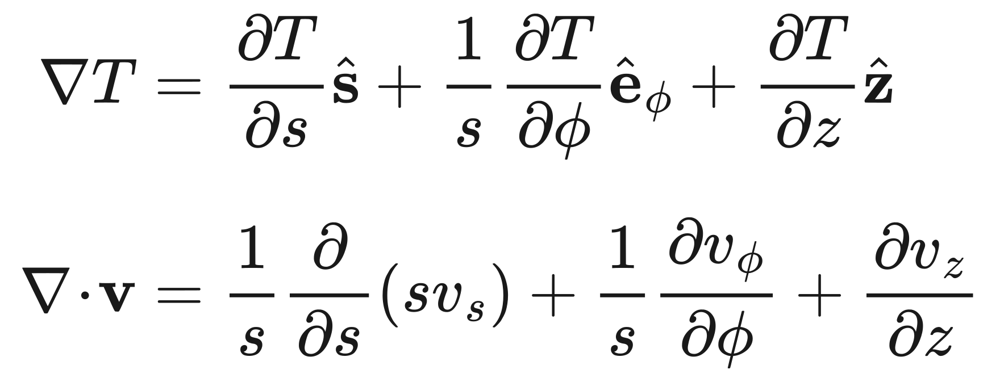 ∇T = ∂T/∂s ŝ + 1/s ∂T/∂ϕ ê_ϕ + ∂T/∂z ẑ
∇ · v = 1/s ∂/∂s (sv_s) + 1/s ∂v_ϕ/∂ϕ + ∂v_z/∂z